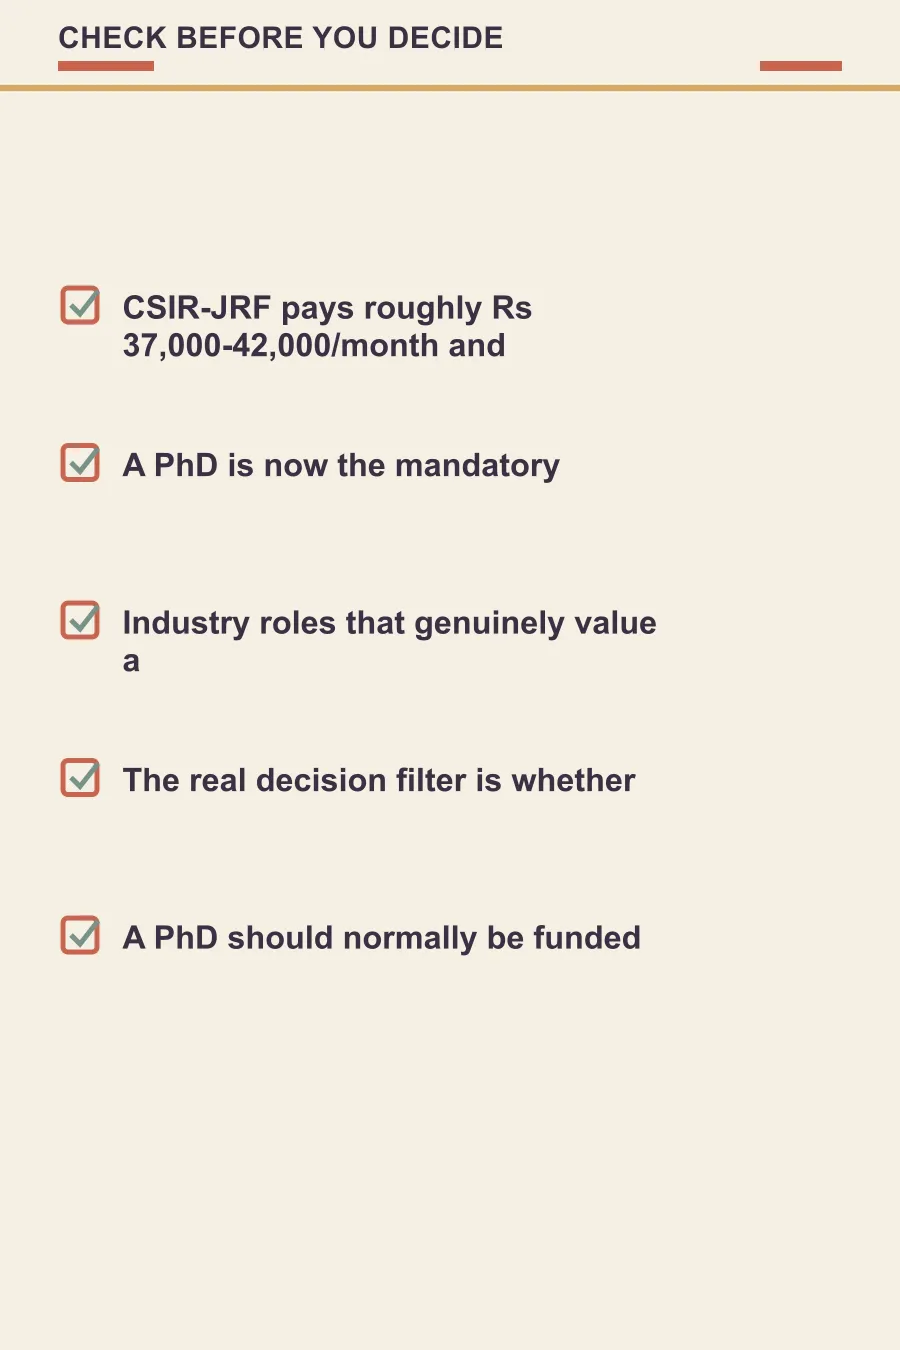 CHECK BEFORE YOU DECIDE
CSIR-JRF pays roughly Rs
37,000-42,000/month and
A PhD is now the mandatory
Industry roles that genuinely value
a
The real decision filter is whether
A PhD should normally be funded